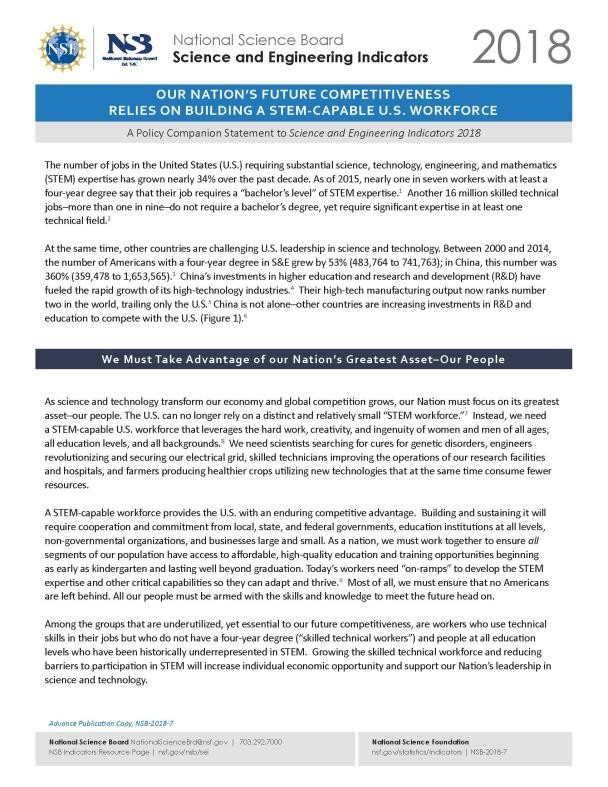 NSF
NSB
National Science Board
National Science Board
Science and Engineering Indicators
2018
OUR NATION'S FUTURE COMPETITIVENESS
RELIES ON BUILDING A STEM-CAPABLE U.S. WORKFORCE
A Policy Companion Statement to Science and Engineering Indicators 2018
The number of jobs in the United States (U.S.) requiring substantial science, technology, engineering, and mathematics
(STEM) expertise has grown nearly 34% over the past decade. As of 2015, nearly one in seven workers with at least a
four-year degree say that their job requires a “bachelor’s level” of STEM expertise.1 Another 16 million skilled technical
jobs–more than one in nine–do not require a bachelor’s degree, yet require significant expertise in at least one
technical field.2
At the same time, other countries are challenging U.S. leadership in science and technology. Between 2000 and 2014,
the number of Americans with a four-year degree in S&E grew by 53% (483,764 to 741,763); in China, this number was
360% (359,478 to 1,653,565).3 China’s investments in higher education and research and development (R&D) have
fueled the rapid growth of its high-technology industries.4 Their high-tech manufacturing output now ranks number
two in the world, trailing only the U.S.5 China is not alone–other countries are increasing investments in R&D and
education to compete with the U.S. (Figure 1).6
We Must Take Advantage of our Nation’s Greatest Asset–Our People
As science and technology transform our economy and global competition grows, our Nation must focus on its greatest
asset–our people. The U.S. can no longer rely on a distinct and relatively small “STEM workforce.”7 Instead, we need
a STEM-capable U.S. workforce that leverages the hard work, creativity, and ingenuity of women and men of all ages,
all education levels, and all backgrounds.8 We need scientists searching for cures for genetic disorders, engineers
revolutionizing and securing our electrical grid, skilled technicians improving the operations of our research facilities
and hospitals, and farmers producing healthier crops utilizing new technologies that at the same time consume fewer
resources.
A STEM-capable workforce provides the U.S. with an enduring competitive advantage. Building and sustaining it will
require cooperation and commitment from local, state, and federal governments, education institutions at all levels,
non-governmental organizations, and businesses large and small. As a nation, we must work together to ensure all
segments of our population have access to affordable, high-quality education and training opportunities beginning
as early as kindergarten and lasting well beyond graduation. Today’s workers need “on-ramps” to develop the STEM
expertise and other critical capabilities so they can adapt and thrive.9 Most of all, we must ensure that no Americans
are left behind. All our people must be armed with the skills and knowledge to meet the future head on.
Among the groups that are underutilized, yet essential to our future competitiveness, are workers who use technical
skills in their jobs but who do not have a four-year degree (“skilled technical workers”) and people at all education
levels who have been historically underrepresented in STEM. Growing the skilled technical workforce and reducing
barriers to participation in STEM will increase individual economic opportunity and support our Nation’s leadership in
science and technology.
Advance Publication Copy, NSB-2018-7
National Science Board NationalScienceBrd@nsf.gov | 703.292.7000
NSB Indicators Resource Page | nsf.gov/nsb/sei
National Science Foundation
nsf.gov/statistics/indicators | NSB-2018-7